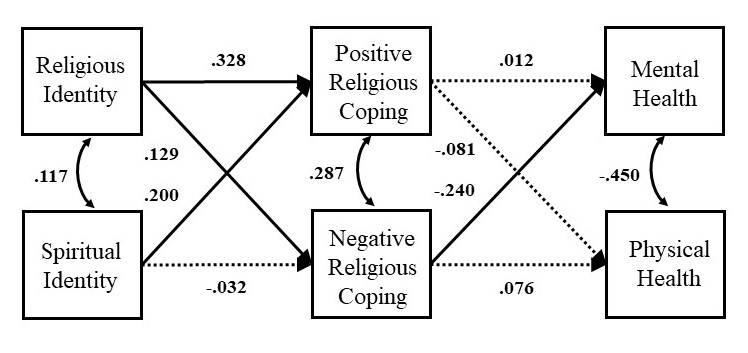 Religious
Identity
.328
Positive
Religious
Coping
.012
Mental
Health
.117
.129
.200
.287
-.081
-.240
-.450
Spiritual
Identity
-.032
Negative
Religious
Coping
.076
Physical
Health